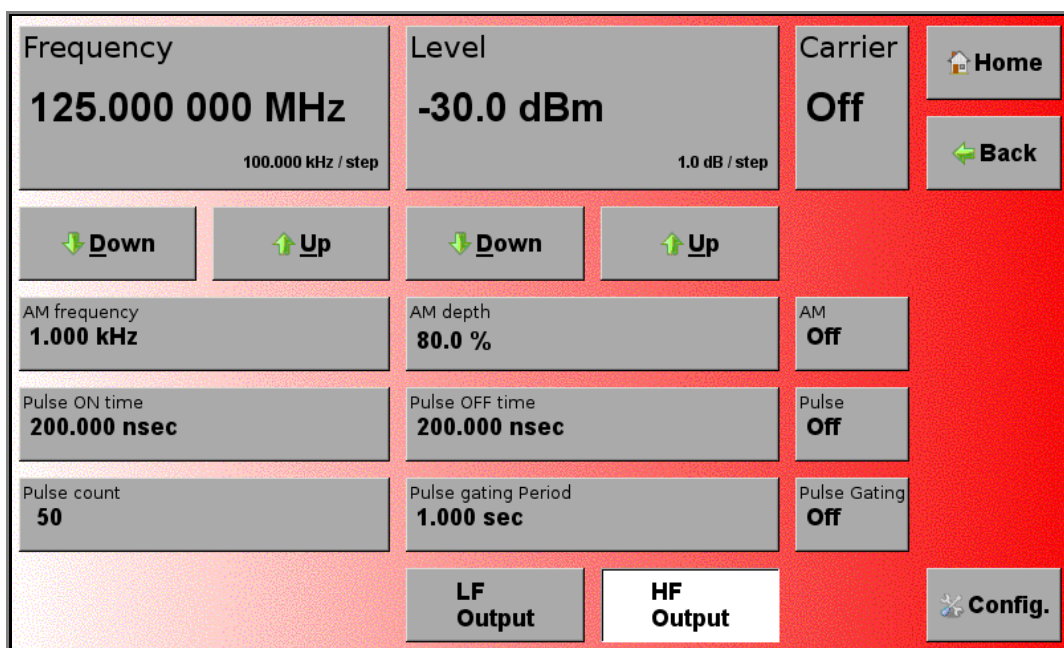 Frequency
125.000 000 MHz
100.000 kHz / step
Level
-30.0 dBm
1.0 dB / step
Carrier
Off
Home
Back
Down
Up
Down
Up
AM frequency
1.000 kHz
AM depth
80.0 %
AM
Off
Pulse ON time
200.000 nsec
Pulse OFF time
200.000 nsec
Pulse
Off
Pulse count
50
Pulse gating Period
1.000 sec
Pulse Gating
Off
LF
Output
HF
Output
Config.